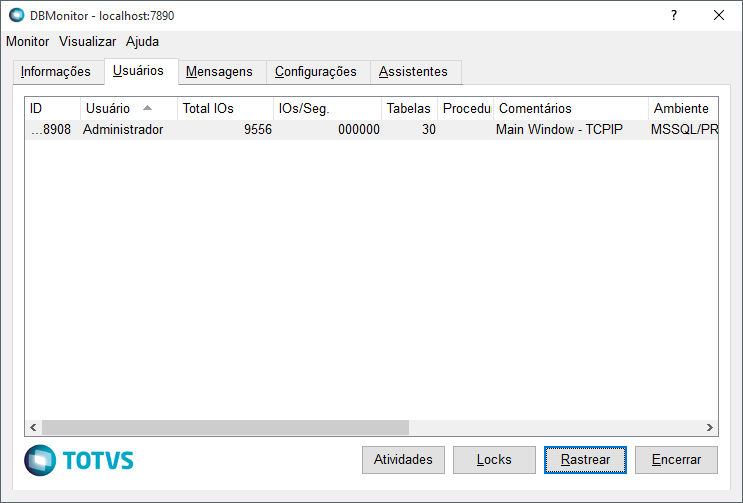 DBMonitor - localhost:7890
Monitor Visualizar Ajuda
Informações Usuários Mensagens Configurações Assistentes
ID Usuário Total IOs IOs/Seg. Tabelas Procedu Comentários Ambiente
...8908 Administrador 9556 000000 30 Main Window - TCPIP MSSQL/PR
TOTVS Atividades Locks Rastrear Encerrar